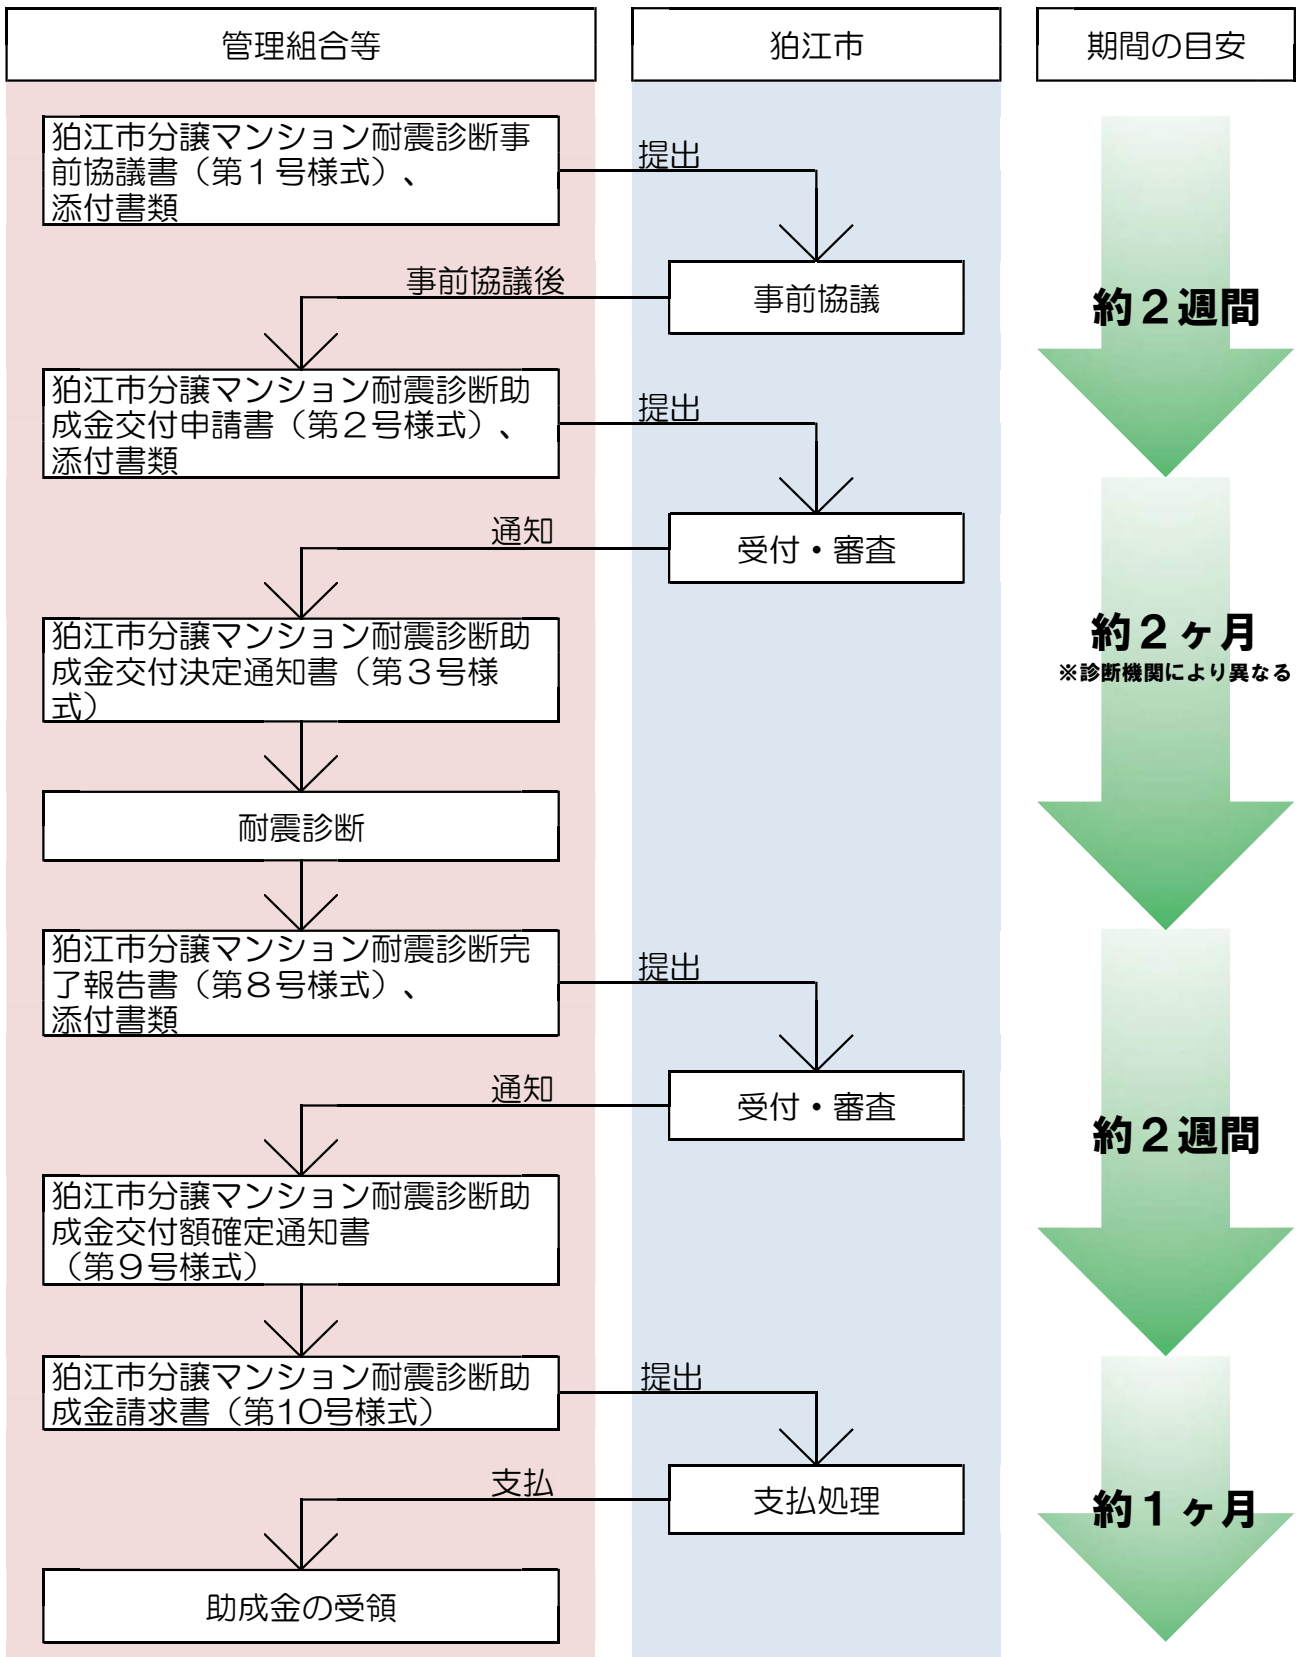 管理組合等
狛江市
期間の目安
狛江市分譲マンション耐震診断事
前協議書（第１号様式）、
添付書類
提出
事前協議
事前協議後
約２週間
狛江市分譲マンション耐震診断助
成金交付申請書（第２号様式）、
添付書類
提出
受付・審査
通知
狛江市分譲マンション耐震診断助
成金交付決定通知書（第３号様
式）
約２ヶ月
※診断機関により異なる
耐震診断
狛江市分譲マンション耐震診断完
了報告書（第８号様式）、
添付書類
提出
受付・審査
通知
約２週間
狛江市分譲マンション耐震診断助
成金交付額確定通知書
（第９号様式）
狛江市分譲マンション耐震診断助
成金請求書（第10号様式）
提出
支払処理
支払
約１ヶ月
助成金の受領